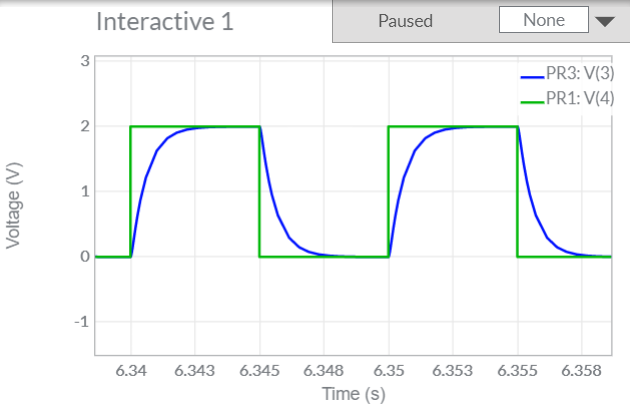 Interactive 1
Paused
None
PR3: V(3)
PR1: V(4)
3
2
1
0
-1
Voltage (V)
6.34 6.343 6.345 6.348 6.35 6.353 6.355 6.358
Time (s)